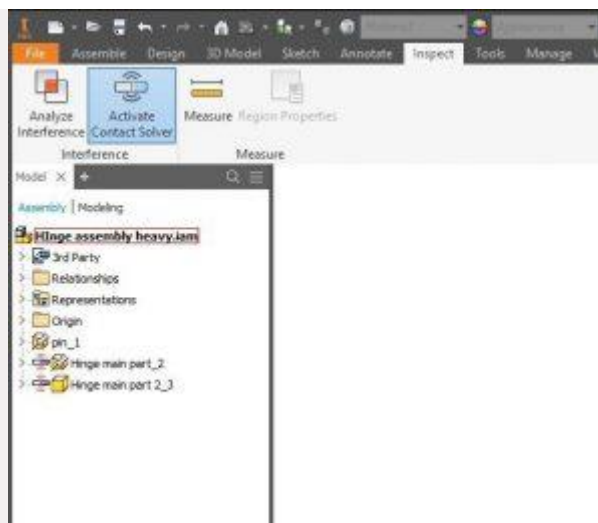 File Assemble Design 3D Model Sketch Annotate Inspect Tools Manage
Analyze Interference
Activate Contact Solver
Measure
Region Properties
Interference
Measure
Model
Assembly | Modeling
HInge assembly heavy.iam
3rd Party
Relationships
Representations
Origin
pin_1
Hinge main part_2
Hinge main part 2_3